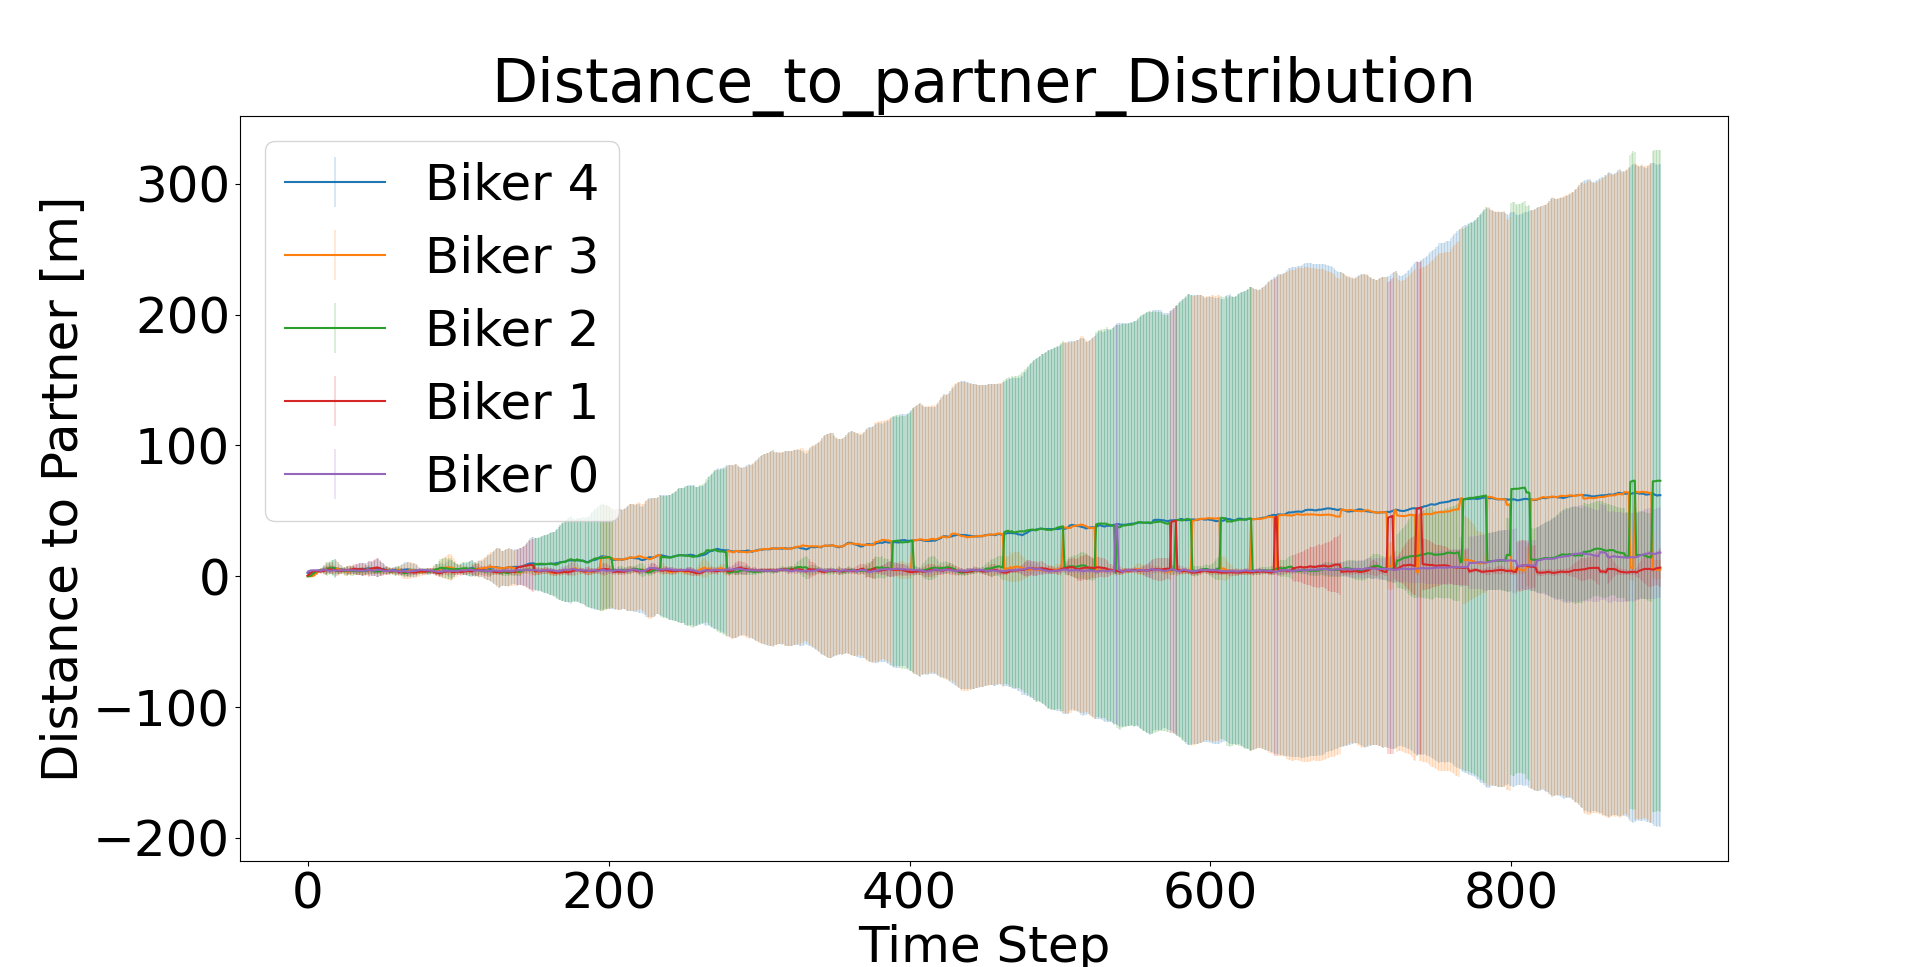 Distance_to_partner_Distribution
Distance to Partner [m]
300
200
100
0
−100
−200
Biker 4
Biker 3
Biker 2
Biker 1
Biker 0
0 200 400 600 800
Time Step